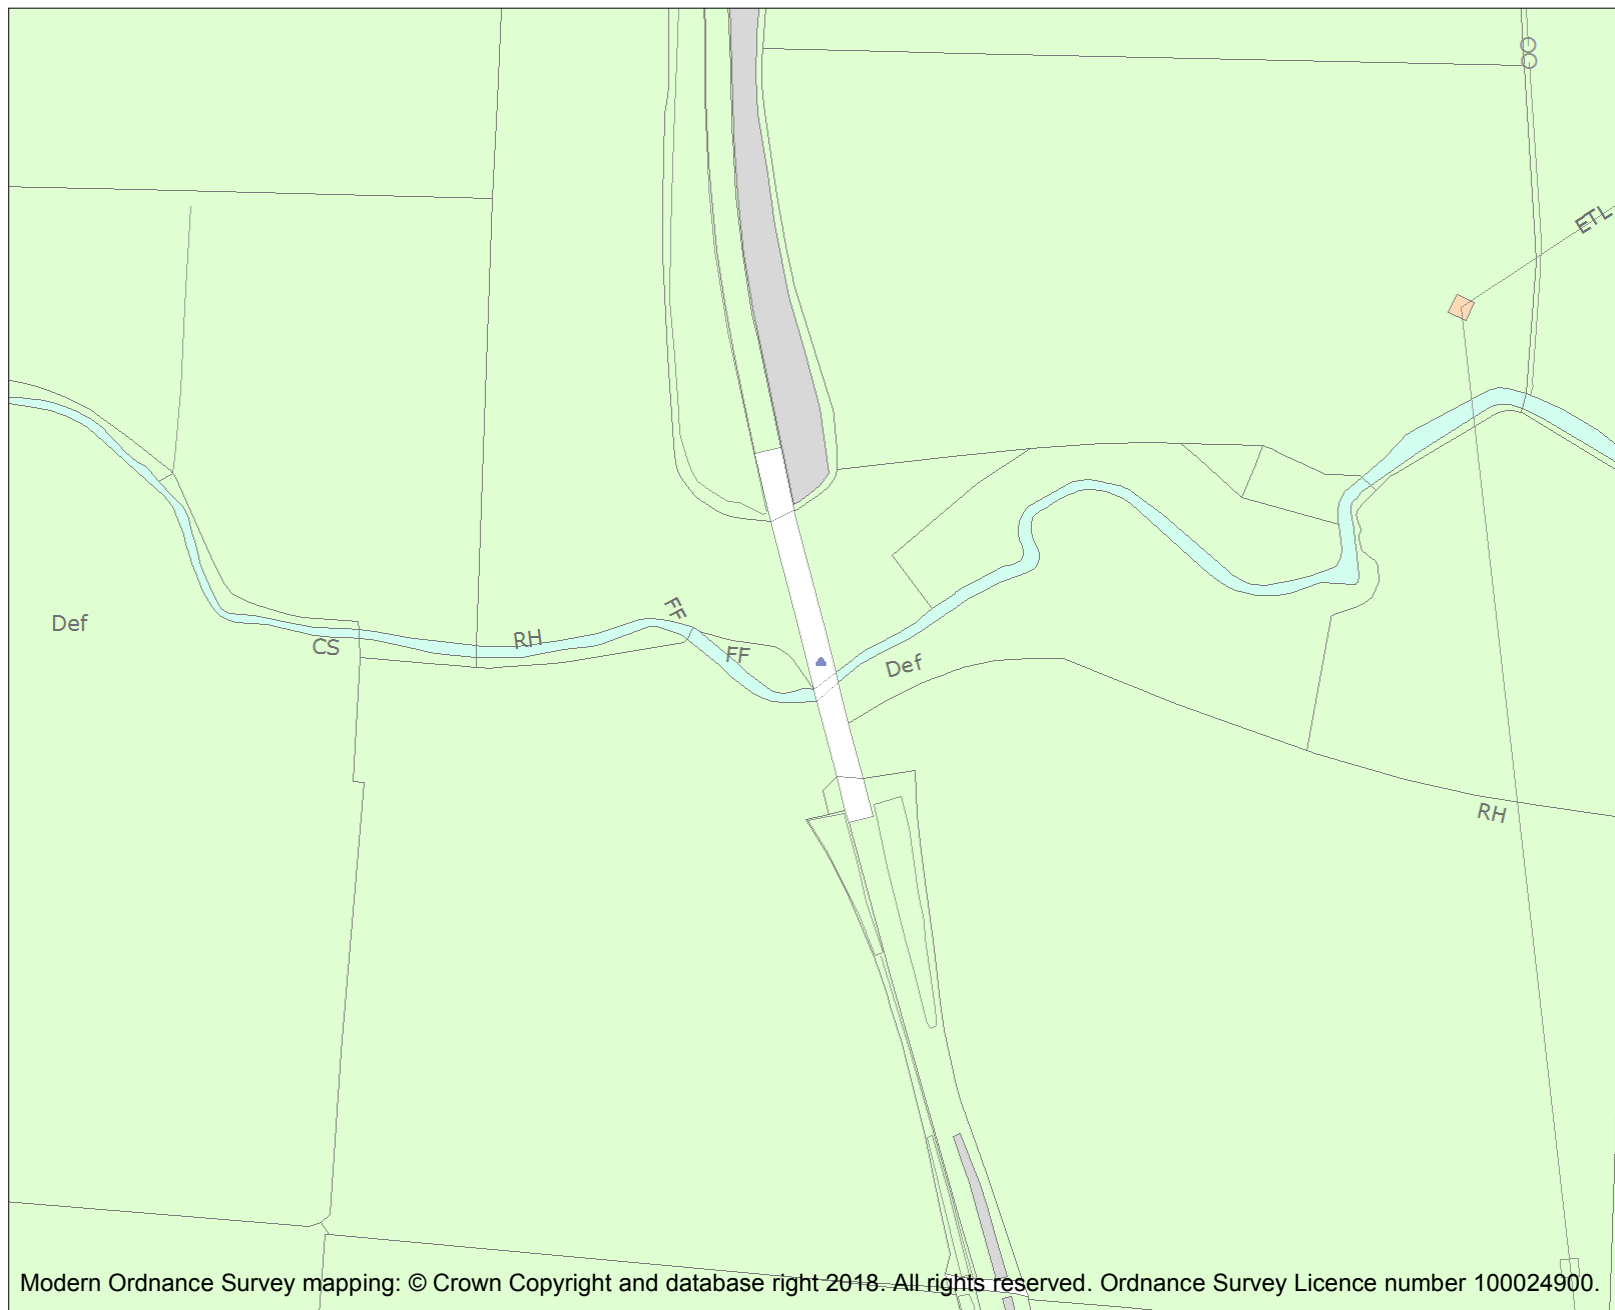 ETL
FF
Def
RH
CS
FF
Def
RH
Modern Ordnance Survey mapping: © Crown Copyright and database right 2018. All rights reserved. Ordnance Survey Licence number 100024900.